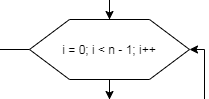 i = 0; i < n - 1; i++